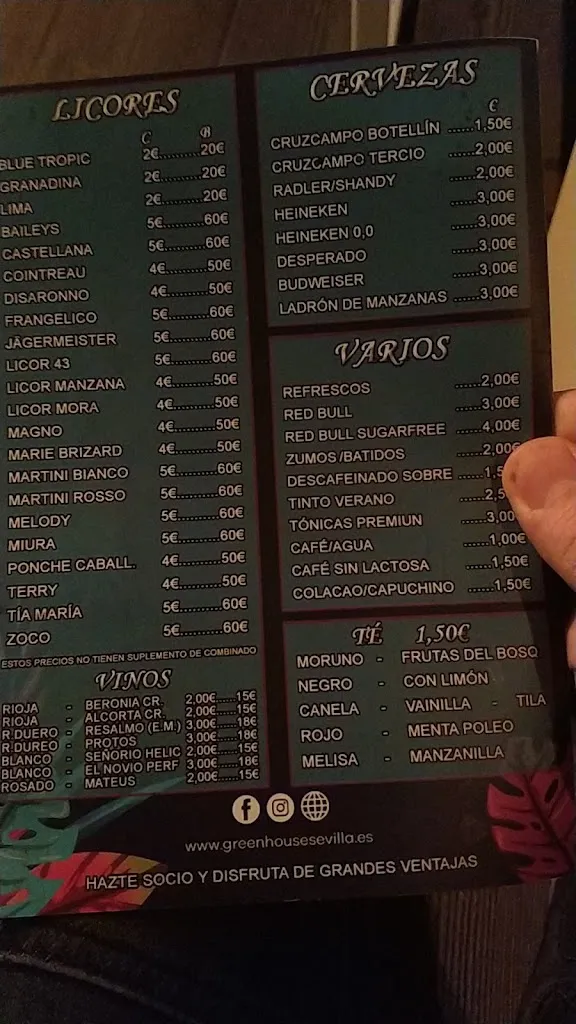 LICORES
C B
BLUE TROPIC 2€..........20€
GRANADINA 2€..........20€
LIMA 2€..........20€
BAILEYS 5€..........60€
CASTELLANA 5€..........60€
COINTREAU 4€..........50€
DISARONNO 4€..........50€
FRANGELICO 5€..........60€
JÄGERMEISTER 5€..........60€
LICOR 43 5€..........60€
LICOR MANZANA 4€..........50€
LICOR MORA 4€..........50€
MAGNO 4€..........50€
MARIE BRIZARD 4€..........50€
MARTINI BIANCO 5€..........60€
MARTINI ROSSO 5€..........60€
MELODY 5€..........60€
MIURA 5€..........60€
PONCHE CABALL. 4€..........50€
TERRY 4€..........50€
TÍA MARÍA 5€..........60€
ZOCO 5€..........60€
ESTOS PRECIOS NO TIENEN SUPLEMENTO DE COMBINADO
VINOS
RIOJA - BERONIA CR. 2,00€.....15€
RIOJA - ALCORTA CR. 2,00€.....15€
R.DUERO - RESALMO (E.M.) 3,00€.....18€
R.DUREO - PROTOS 3,00€.....18€
BLANCO - SEÑORIO HELIC 2,00€.....15€
BLANCO - EL NOVIO PERF 3,00€.....18€
ROSADO - MATEUS 2,00€.....15€
CERVEZAS
C
CRUZCAMPO BOTELLÍN ......1,50€
CRUZCAMPO TERCIO ......2,00€
RADLER/SHANDY ......2,00€
HEINEKEN ......3,00€
HEINEKEN 0,0 ......3,00€
DESPERADO ......3,00€
BUDWEISER ......3,00€
LADRÓN DE MANZANAS ......3,00€
VARIOS
REFRESCOS ......2,00€
RED BULL ......3,00€
RED BULL SUGARFREE ......4,00€
ZUMOS /BATIDOS ......2,00€
DESCAFEINADO SOBRE ......1,5
TINTO VERANO ......2,5
TÓNICAS PREMIUN ......3,00
CAFÉ/AGUA ......1,00€
CAFÉ SIN LACTOSA ......1,50€
COLACAO/CAPUCHINO ......1,50€
TÉ 1,50€
MORUNO - FRUTAS DEL BOSQ
NEGRO - CON LIMÓN
CANELA - VAINILLA - TILA
ROJO - MENTA POLEO
MELISA - MANZANILLA
www.greenhousesevilla.es
HAZTE SOCIO Y DISFRUTA DE GRANDES VENTAJAS